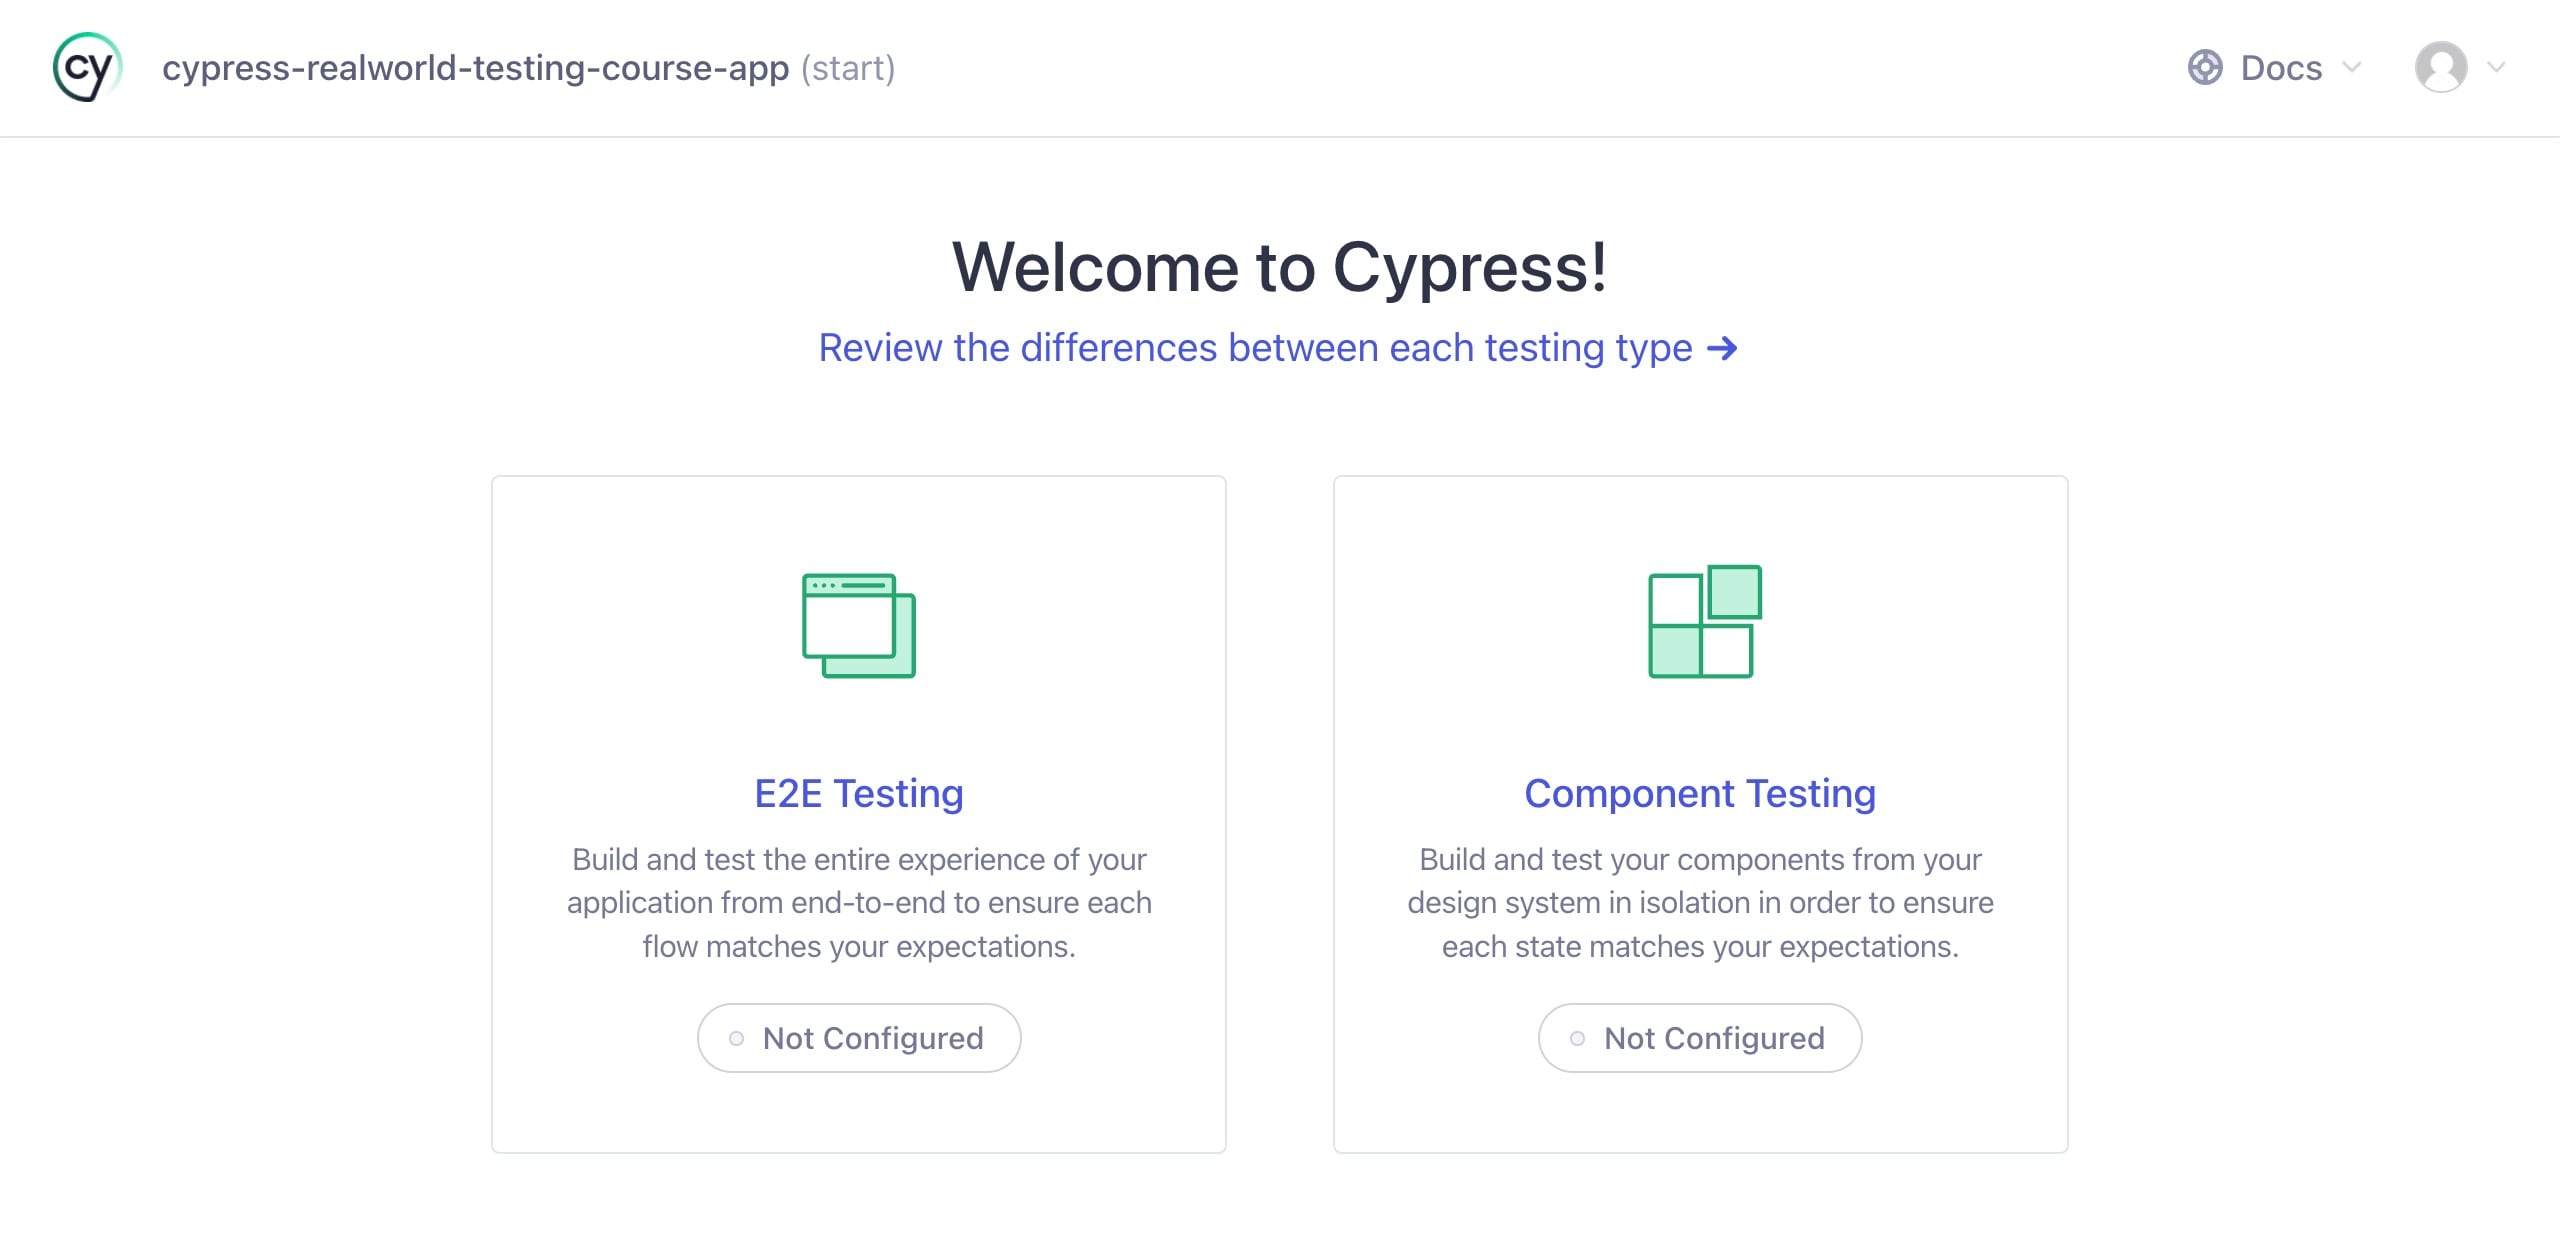 cy cypress-realworld-testing-course-app (start) Docs
Welcome to Cypress!
Review the differences between each testing type →
E2E Testing
Build and test the entire experience of your
application from end-to-end to ensure each
flow matches your expectations.
Not Configured
Component Testing
Build and test your components from your
design system in isolation in order to ensure
each state matches your expectations.
Not Configured